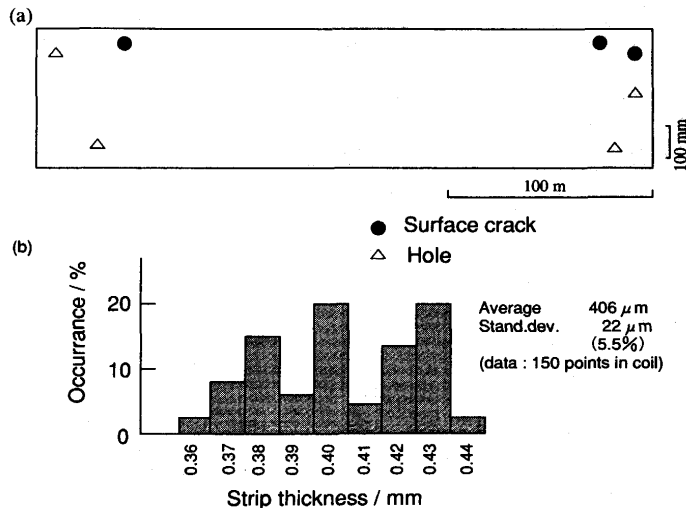 (a)
100 mm
100 m
● Surface crack
△ Hole
(b)
Occurrance / %
20
10
0
Average 406 μm
Stand.dev. 22 μm
(5.5%)
(data : 150 points in coil)
0.36 0.37 0.38 0.39 0.40 0.41 0.42 0.43 0.44
Strip thickness / mm